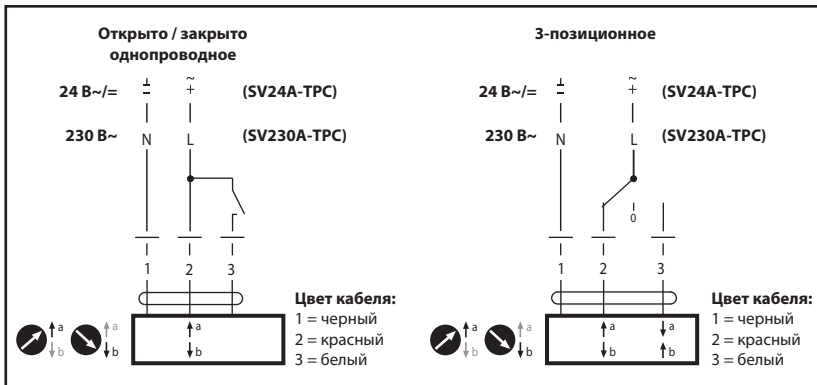 Открыто / закрыто
однопроводное
24 В~/=
⊥
~
+
(SV24A-TPC)
230 В~
N
L
(SV230A-TPC)
1
2
3
a
b
a
b
a
b
Цвет кабеля:
1 = черный
2 = красный
3 = белый
3-позиционное
24 В~/=
⊥
~
+
(SV24A-TPC)
230 В~
N
L
(SV230A-TPC)
0
1
2
3
a
b
a
b
a
b
a
b
Цвет кабеля:
1 = черный
2 = красный
3 = белый